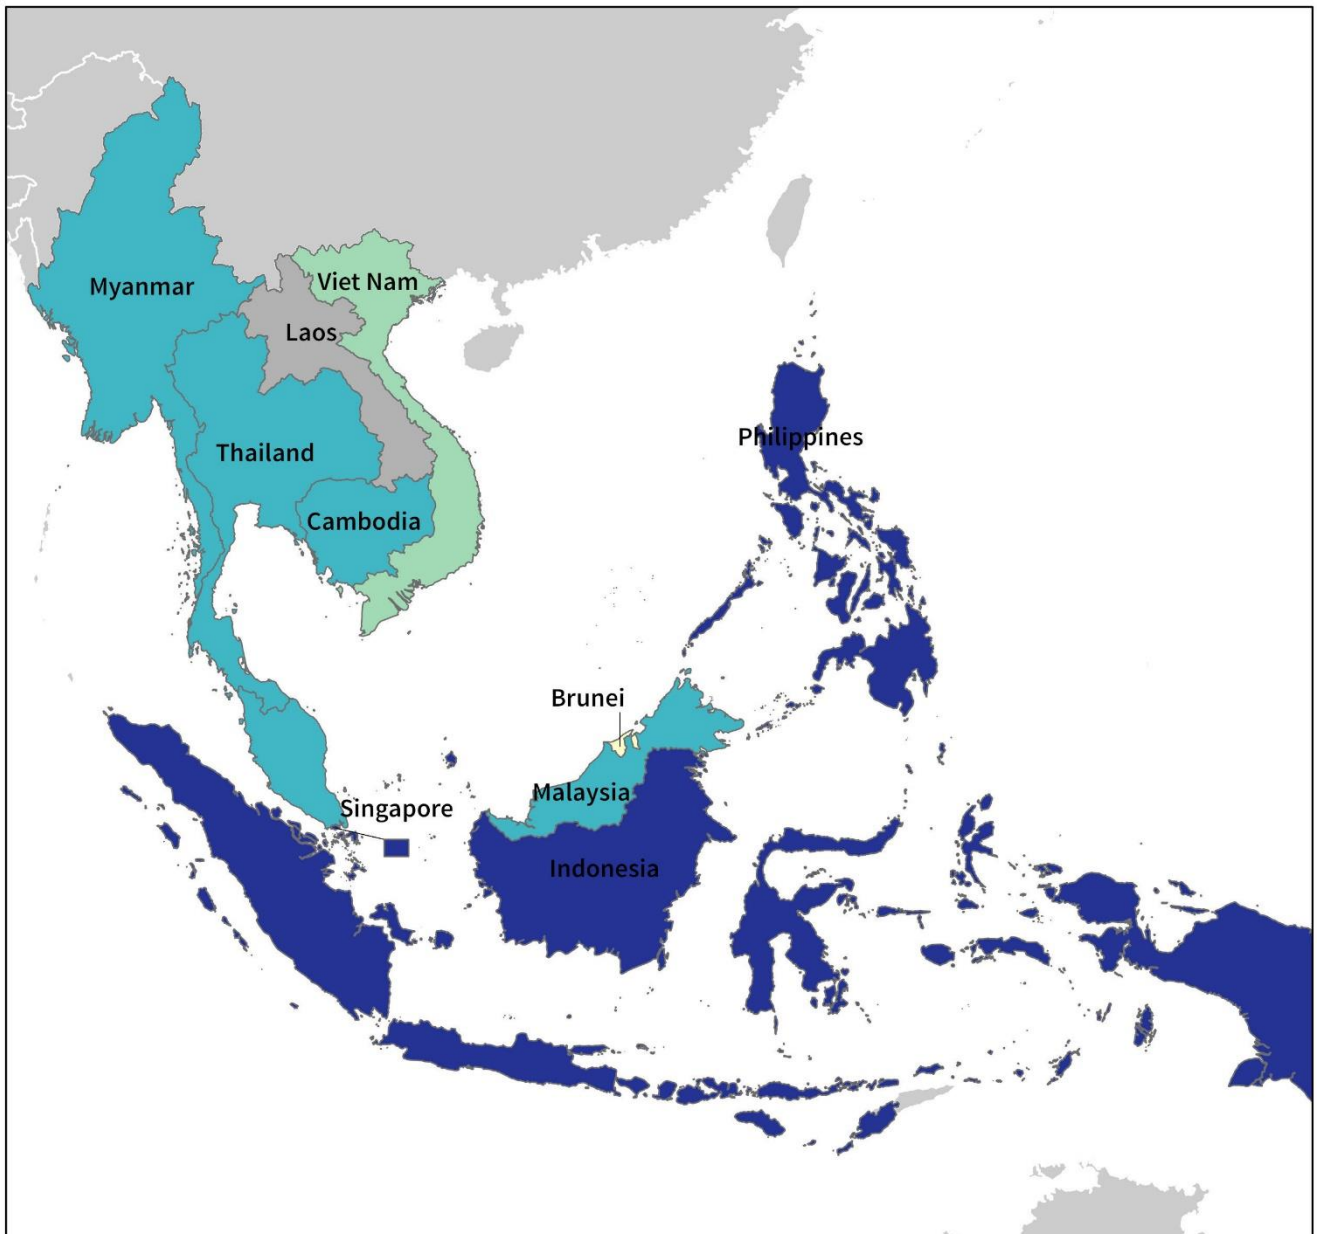 Myanmar
Viet Nam
Laos
Thailand
Philippines
Cambodia
Brunei
Malaysia
Singapore
Indonesia